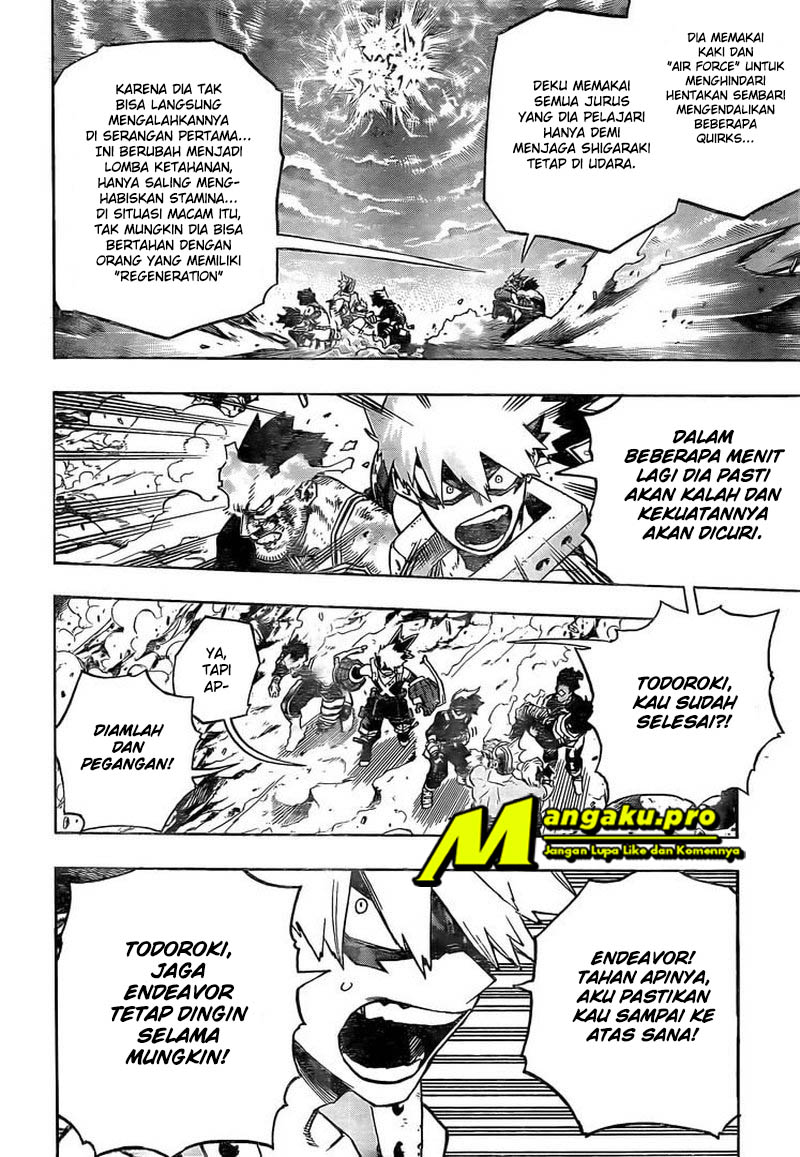 DIA MEMAKAI
KAKI DAN
"AIR FORCE" UNTUK
MENGHINDARI
HENTAKAN SEMBARI
MENGENDALIKAN
BEBERAPA
QUIRKS...
DEKU MEMAKAI
SEMUA JURUS
YANG DIA PELAJARI
HANYA DEMI
MENJAGA SHIGARAKI
TETAP DI UDARA.
KARENA DIA TAK
BISA LANGSUNG
MENGALAHKANNYA
DI SERANGAN PERTAMA...
INI BERUBAH MENJADI
LOMBA KETAHANAN,
HANYA SALING MENG-
HABISKAN STAMINA...
DI SITUASI MACAM ITU,
TAK MUNGKIN DIA BISA
BERTAHAN DENGAN
ORANG YANG MEMILIKI
"REGENERATION"
DALAM
BEBERAPA MENIT
LAGI DIA PASTI
AKAN KALAH DAN
KEKUATANNYA
AKAN DICURI.
TODOROKI,
KAU SUDAH
SELESAI?!
YA,
TAPI
AP-
DIAMLAH
DAN
PEGANGAN!
Mangaku.pro
Jangan Lupa Like dan Komennya
ENDEAVOR!
TAHAN APINYA,
AKU PASTIKAN
KAU SAMPAI KE
ATAS SANA!
TODOROKI,
JAGA
ENDEAVOR
TETAP DINGIN
SELAMA
MUNGKIN!